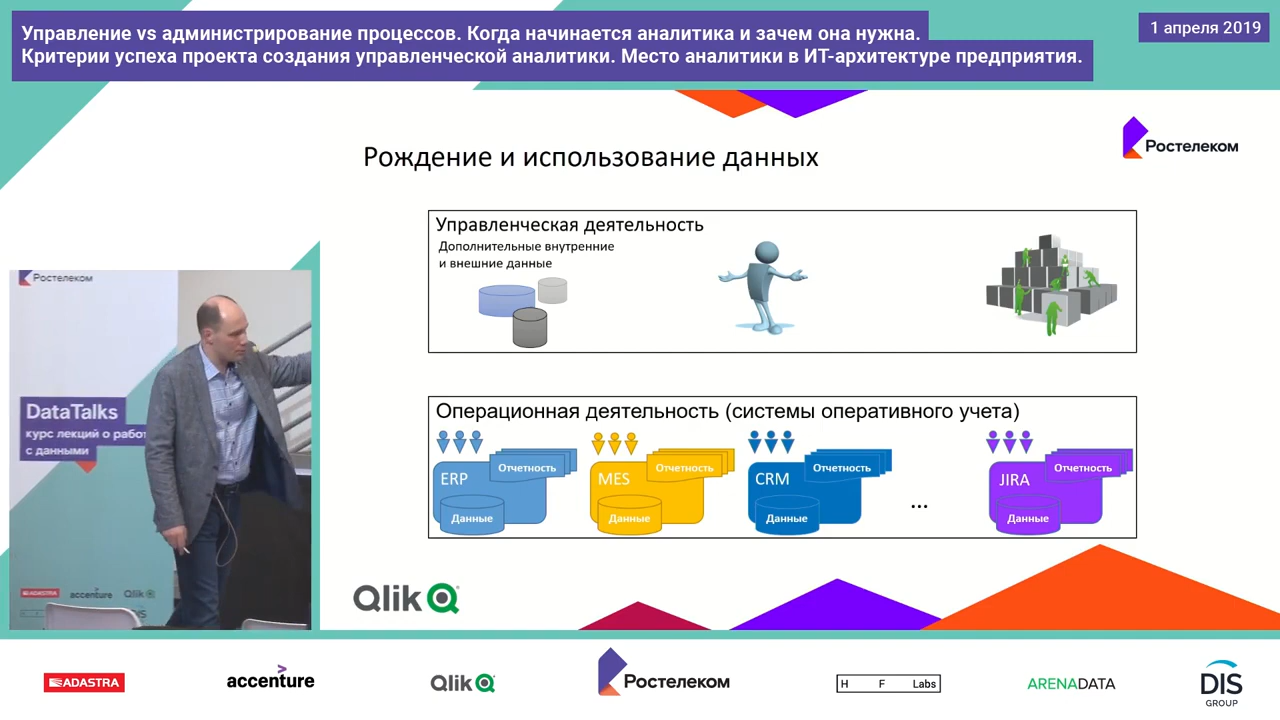 Управление vs администрирование процессов. Когда начинается аналитика и зачем она нужна.
Критерии успеха проекта создания управленческой аналитики. Место аналитики в ИТ-архитектуре предприятия.
1 апреля 2019
Ростелеком
Рождение и использование данных
Управленческая деятельность
Дополнительные внутренние
и внешние данные
Операционная деятельность (системы оперативного учета)
ERP
Отчетность
Данные
MES
Отчетность
Данные
CRM
Отчетность
Данные
...
JIRA
Отчетность
Данные
Qlik
Ростелеком
DataTalks
курс лекций о рабо
с данными
ADASTRA
accenture
Qlik
ADASTRA
accenture
Qlik
Ростелеком
H F Labs
ARENADATA
DIS
GROUP